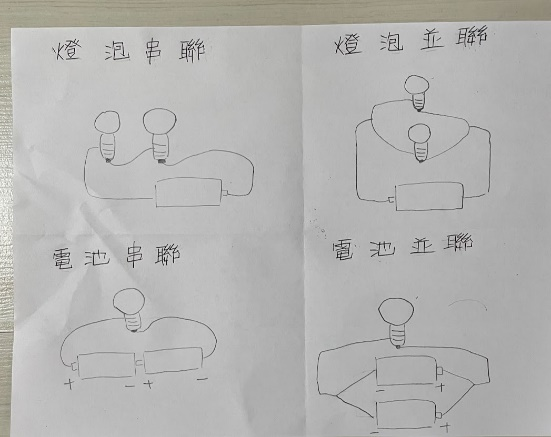 燈泡串聯
燈泡並聯
電池串聯
+ - + -
電池並聯
- +
- +